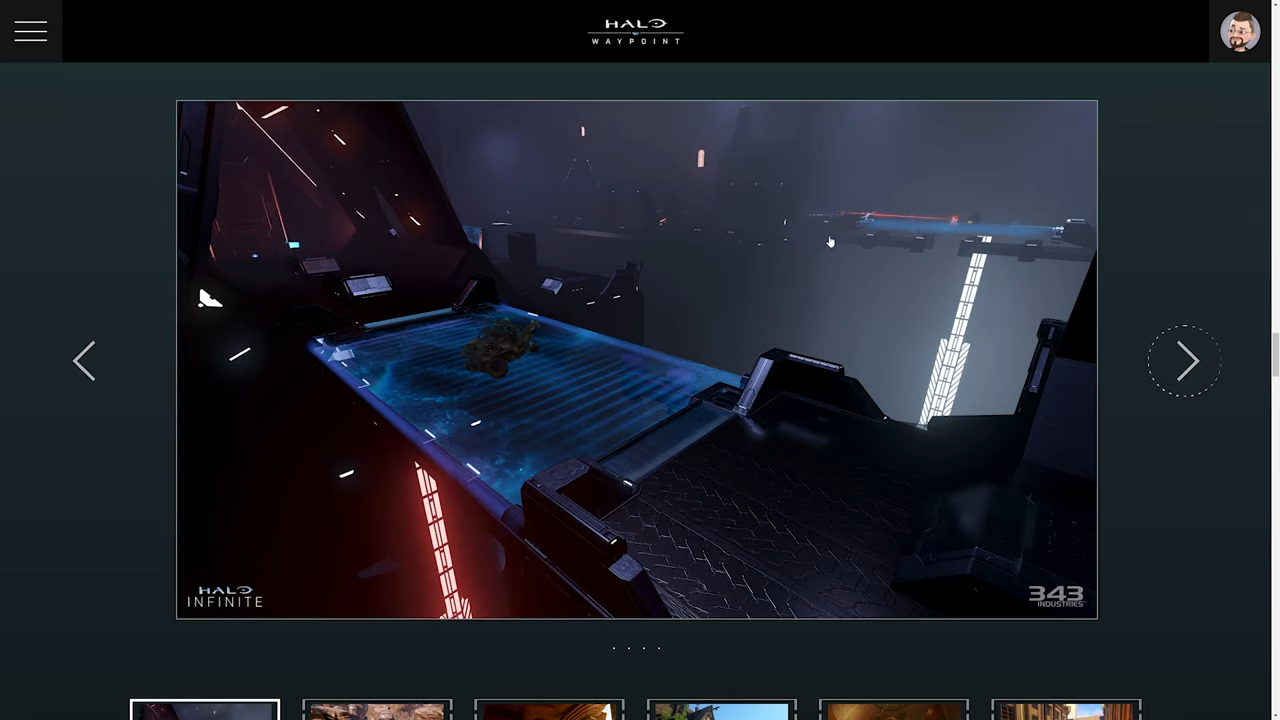 HALO
WAYPOINT
HALO
INFINITE
343
INDUSTRIES